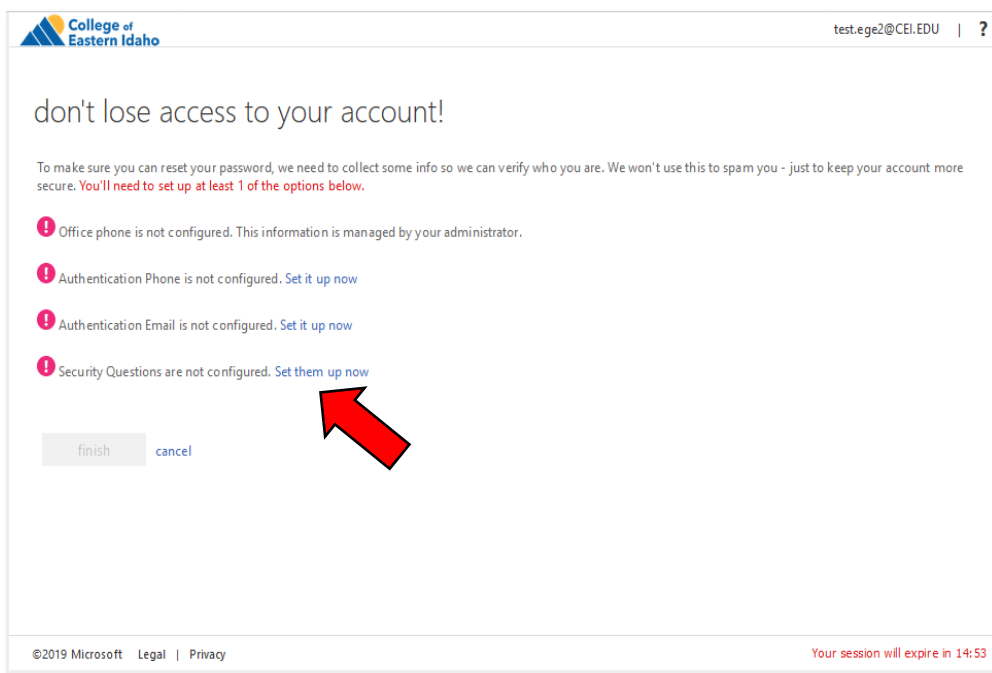 College of
Eastern Idaho
test.ege2@CEI.EDU | ?
don't lose access to your account!
To make sure you can reset your password, we need to collect some info so we can verify who you are. We won't use this to spam you - just to keep your account more
secure. You'll need to set up at least 1 of the options below.
! Office phone is not configured. This information is managed by your administrator.
! Authentication Phone is not configured. Set it up now
! Authentication Email is not configured. Set it up now
! Security Questions are not configured. Set them up now
finish cancel
©2019 Microsoft Legal | Privacy
Your session will expire in 14:53